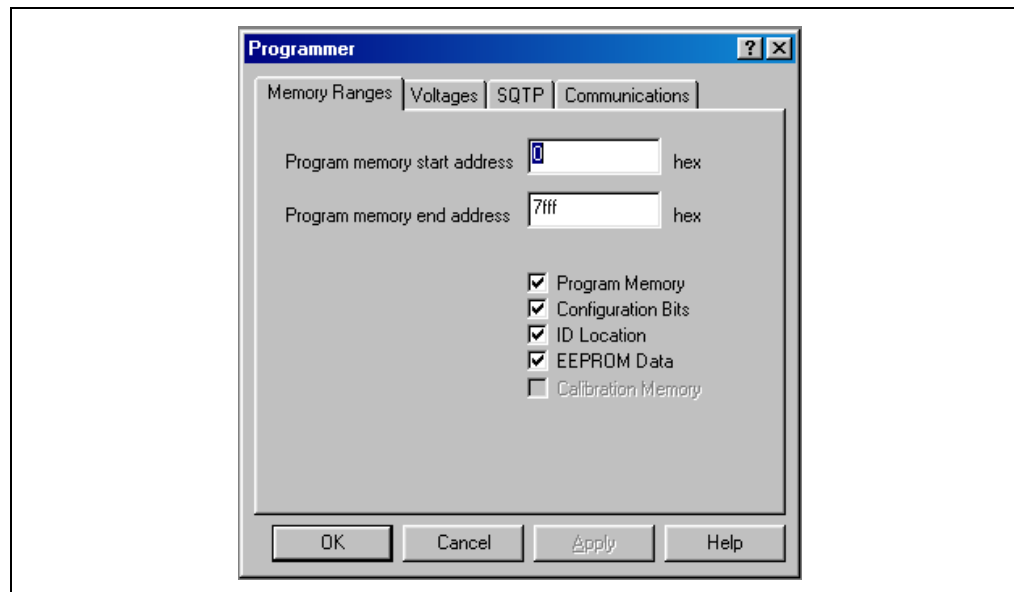 Programmer
Memory Ranges Voltages SQTP Communications
Program memory start address 0 hex
Program memory end address 7fff hex
Program Memory
Configuration Bits
ID Location
EEPROM Data
Calibration Memory
OK Cancel Apply Help